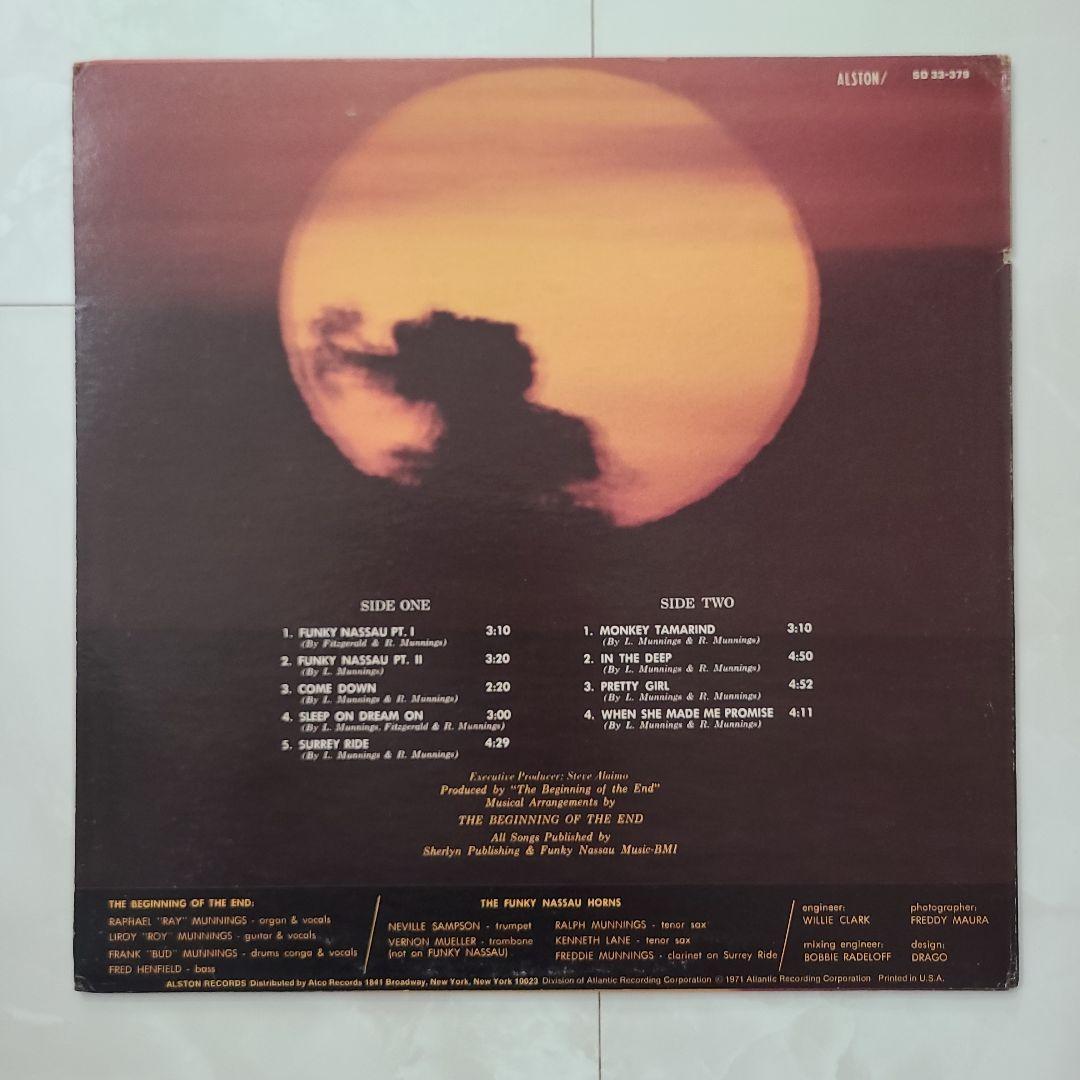 ALSTON/ SD 33-379
SIDE ONE
1. FUNKY NASSAU PT. I 3:10
(By Fitzgerald & R. Munnings)
2. FUNKY NASSAU PT. II 3:20
(By L. Munnings)
3. COME DOWN 2:20
(By L. Munnings & R. Munnings)
4. SLEEP ON DREAM ON 3:00
(By L. Munnings, Fitzgerald & R. Munnings)
5. SURREY RIDE 4:29
(By L. Munnings & R. Munnings)
SIDE TWO
1. MONKEY TAMARIND 3:10
(By L. Munnings & R. Munnings)
2. IN THE DEEP 4:50
(By L. Munnings & R. Munnings)
3. PRETTY GIRL 4:52
(By L. Munnings & R. Munnings)
4. WHEN SHE MADE ME PROMISE 4:11
(By L. Munnings & R. Munnings)
Executive Producer: Steve Alaimo
Produced by "The Beginning of the End"
Musical Arrangements by
THE BEGINNING OF THE END
All Songs Published by
Sherlyn Publishing & Funky Nassau Music-BMI
THE BEGINNING OF THE END:
RAPHAEL "RAY" MUNNINGS - organ & vocals
LIROY "ROY" MUNNINGS - guitar & vocals
FRANK "BUD" MUNNINGS - drums conga & vocals
FRED HENFIELD - bass
THE FUNKY NASSAU HORNS
NEVILLE SAMPSON - trumpet
VERNON MUELLER - trombone
(not on FUNKY NASSAU)
RALPH MUNNINGS - tenor sax
KENNETH LANE - tenor sax
FREDDIE MUNNINGS - clarinet on Surrey Ride
engineer:
WILLIE CLARK
mixing engineer:
BOBBIE RADELOFF
photographer:
FREDDY MAURA
design:
DRAGO
ALSTON RECORDS Distributed by Atco Records 1841 Broadway, New York, New York 10023 Division of Atlantic Recording Corporation © 1971 Atlantic Recording Corporation Printed in U.S.A.